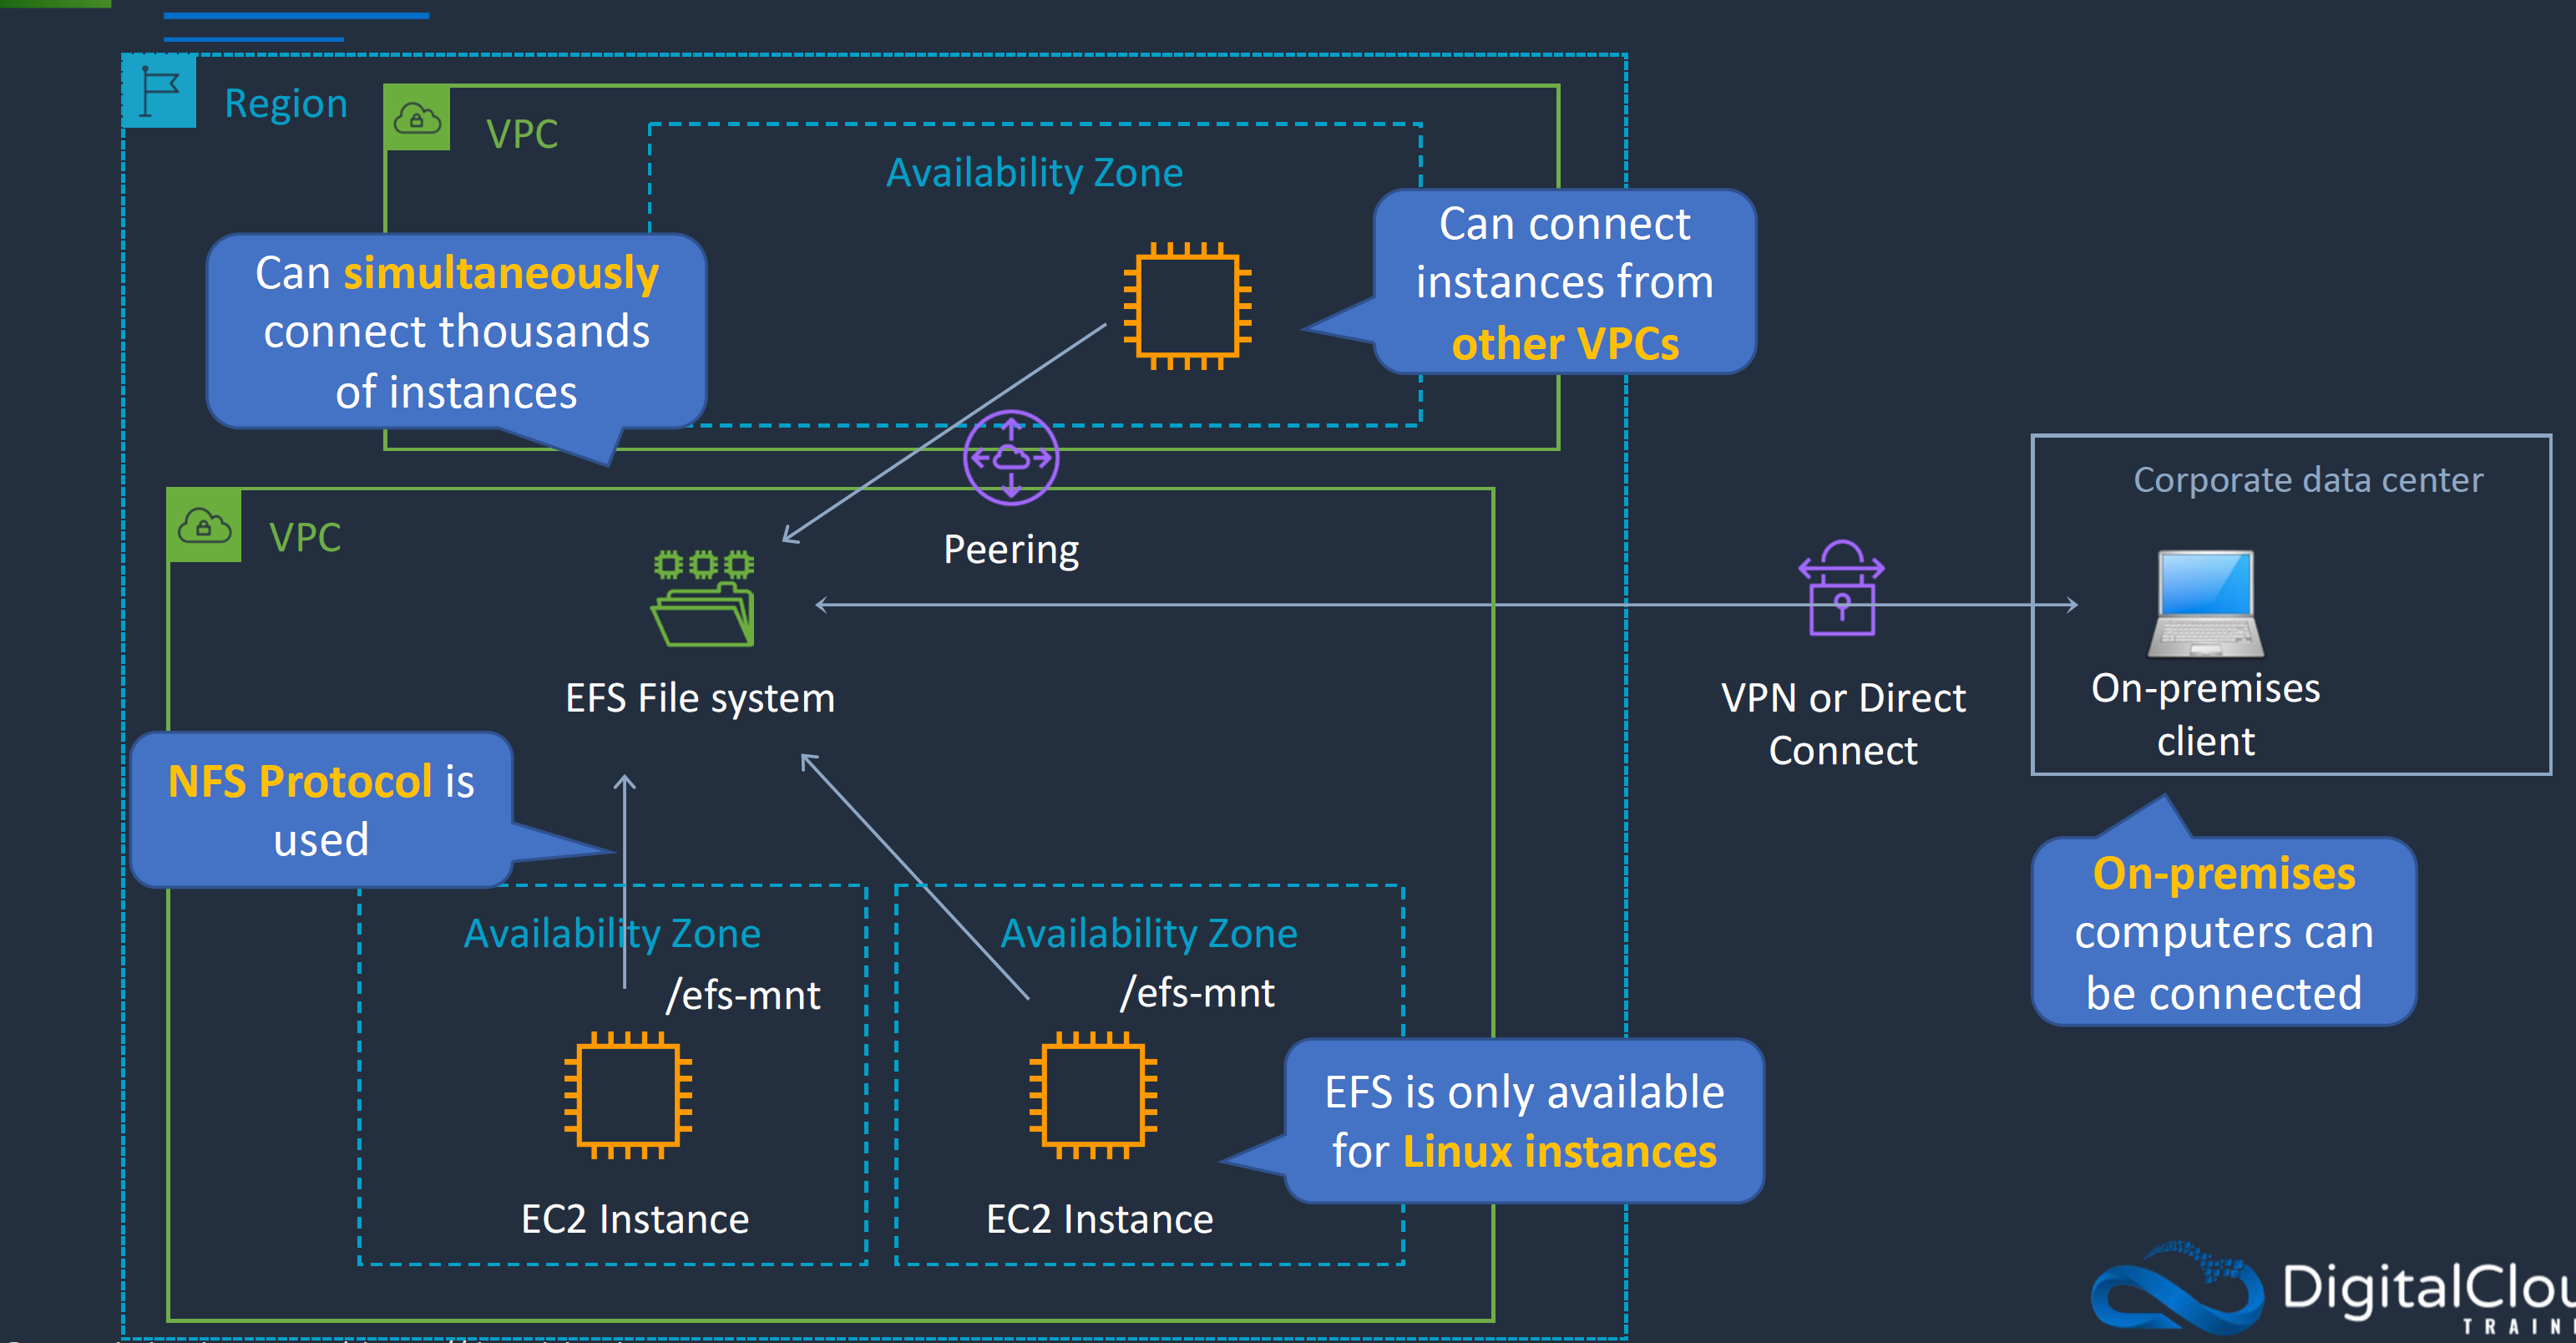 Region
VPC
Availability Zone
Can simultaneously
connect thousands
of instances
Can connect
instances from
other VPCs
VPC
Peering
Corporate data center
EFS File system
VPN or Direct
Connect
On-premises
client
NFS Protocol is
used
On-premises
computers can
be connected
Availability Zone
/efs-mnt
EC2 Instance
Availability Zone
/efs-mnt
EC2 Instance
EFS is only available
for Linux instances
DigitalClou
TRAIN